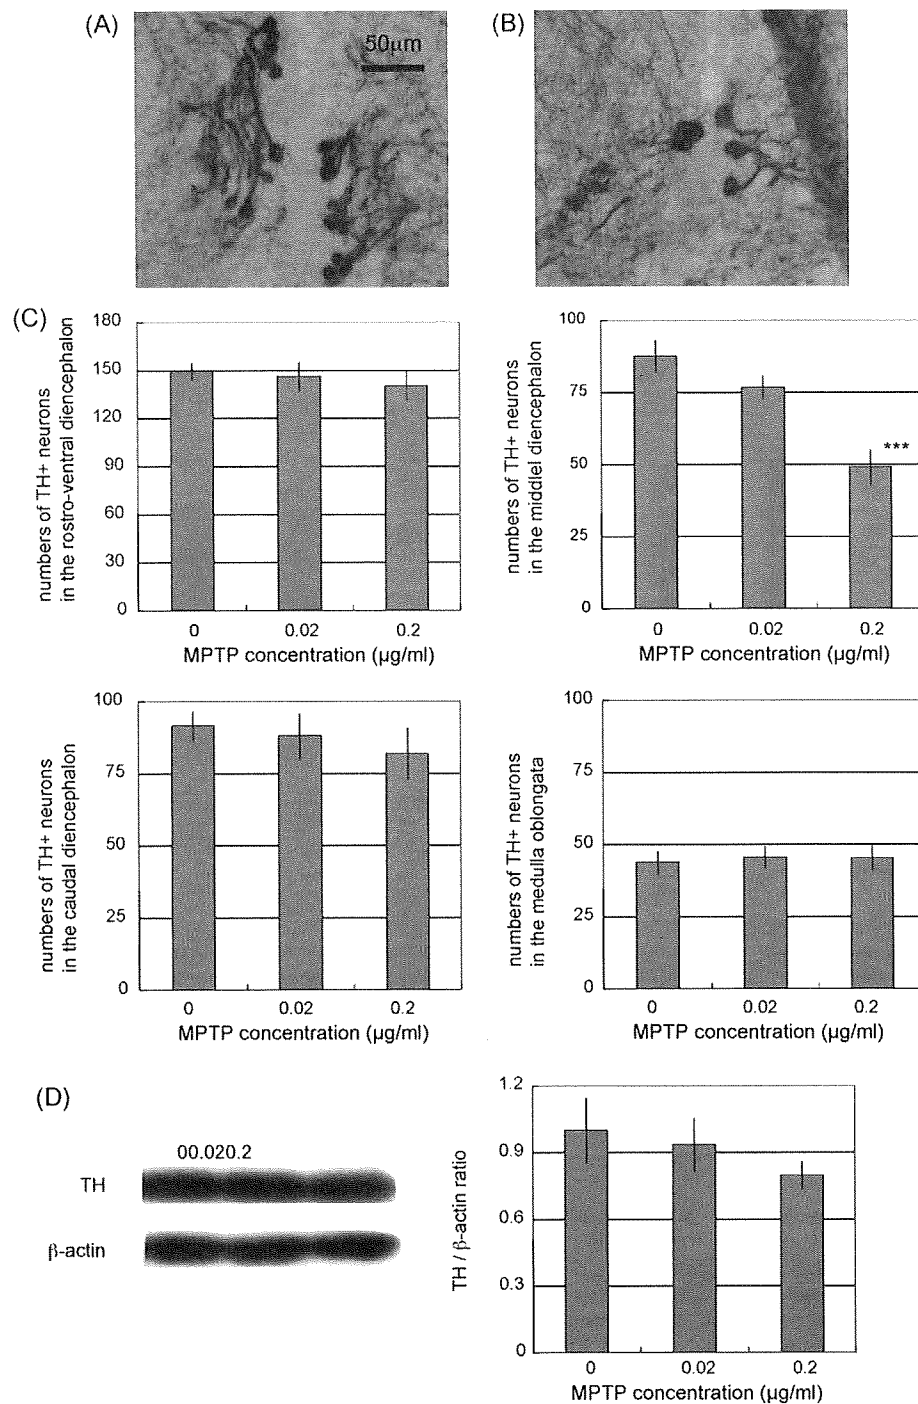 (A)
50μm
(B)
(C)
numbers of TH+ neurons
in the rostro-ventral diencephalon
180
150
120
90
60
30
0
0 0.02 0.2
MPTP concentration (μg/ml)
numbers of TH+ neurons
in the middlel diencephalon
100
75
50
25
0
***
0 0.02 0.2
MPTP concentration (μg/ml)
numbers of TH+ neurons
in the caudal diencephalon
100
75
50
25
0
0 0.02 0.2
MPTP concentration (μg/ml)
numbers of TH+ neurons
in the medulla oblongata
100
75
50
25
0
0 0.02 0.2
MPTP concentration (μg/ml)
(D)
00.020.2
TH
β-actin
TH / β-actin ratio
1.2
0.9
0.6
0.3
0
0 0.02 0.2
MPTP concentration (μg/ml)